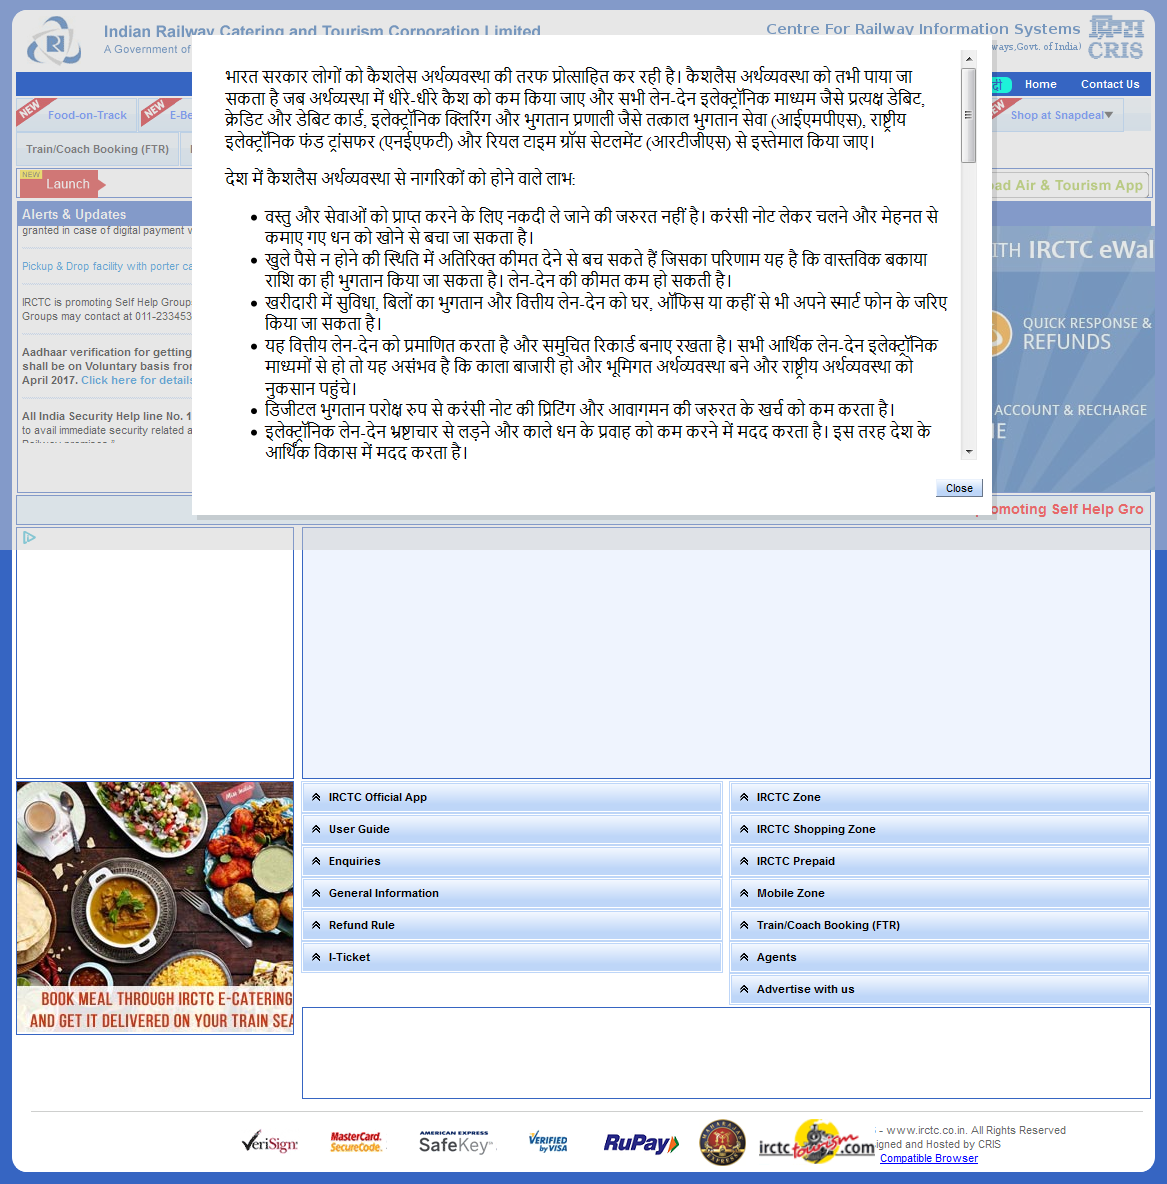 Indian Railway Catering and Tourism Corporation Limited
A Government of
Centre For Railway Information Systems
ways,Govt. of India)
CRIS
Home
Contact Us
NEW
Food-on-Track
NEW
E-Be
NEW
Shop at Snapdeal
Train/Coach Booking (FTR)
NEW
Launch
ad Air & Tourism App
Alerts & Updates
granted in case of digital payment
Pickup & Drop facility with porter ca
IRCTC is promoting Self Help Group
Groups may contact at 011-233453
Aadhaar verification for getting
shall be on Voluntary basis from
April 2017. Click here for details
All India Security Help line No. 1
to avail immediate security related a
WITH IRCTC eWal
QUICK RESPONSE &
REFUNDS
ACCOUNT & RECHARGE
NE
भारत सरकार लोगों को कैशलेस अर्थव्यवस्था की तरफ प्रोत्साहित कर रही है। कैशलैस अर्थव्यवस्था को तभी पाया जा
सकता है जब अर्थव्यस्था में धीरे-धीरे कैश को कम किया जाए और सभी लेन-देन इलेक्ट्रॉनिक माध्यम जैसे प्रत्यक्ष डेबिट,
क्रेडिट और डेबिट कार्ड, इलेक्ट्रॉनिक क्लिरिंग और भुगतान प्रणाली जैसे तत्काल भुगतान सेवा (आईएमपीएस), राष्ट्रीय
इलेक्ट्रॉनिक फंड ट्रांसफर (एनईएफटी) और रियल टाइम ग्रॉस सेटलमेंट (आरटीजीएस) से इस्तेमाल किया जाए।
देश में कैशलैस अर्थव्यवस्था से नागरिकों को होने वाले लाभ:
वस्तु और सेवाओं को प्राप्त करने के लिए नकदी ले जाने की जरुरत नहीं है। करंसी नोट लेकर चलने और मेहनत से
कमाए गए धन को खोने से बचा जा सकता है।
खुले पैसे न होने की स्थिति में अतिरिक्त कीमत देने से बच सकते हैं जिसका परिणाम यह है कि वास्तविक बकाया
राशि का ही भुगतान किया जा सकता है। लेन-देन की कीमत कम हो सकती है।
खरीदारी में सुविधा, बिलों का भुगतान और वित्तीय लेन-देन को घर, ऑफिस या कहीं से भी अपने स्मार्ट फोन के जरिए
किया जा सकता है।
यह वित्तीय लेन-देन को प्रमाणित करता है और समुचित रिकार्ड बनाए रखता है। सभी आर्थिक लेन-देन इलेक्ट्रॉनिक
माध्यमों से हो तो यह असंभव है कि काला बाजारी हो और भूमिगत अर्थव्यवस्था बने और राष्ट्रीय अर्थव्यवस्था को
नुकसान पहुंचे।
डिजीटल भुगतान परोक्ष रुप से करंसी नोट की प्रिटिंग और आवागमन की जरुरत के खर्च को कम करता है।
इलेक्ट्रॉनिक लेन-देन भ्रष्टाचार से लड़ने और काले धन के प्रवाह को कम करने में मदद करता है। इस तरह देश के
आर्थिक विकास में मदद करता है।
Close
omoting Self Help Gro
BOOK MEAL THROUGH IRCTC E-CATERING
AND GET IT DELIVERED ON YOUR TRAIN SEA
IRCTC Official App
User Guide
Enquiries
General Information
Refund Rule
I-Ticket
IRCTC Zone
IRCTC Shopping Zone
IRCTC Prepaid
Mobile Zone
Train/Coach Booking (FTR)
Agents
Advertise with us
VeriSign
MasterCard.
SecureCode.
AMERICAN EXPRESS
SafeKey
VERIFIED
by VISA
RuPay
MAHARAJAS EXPRESS
irctc tourism.com
- www.irctc.co.in. All Rights Reserved
igned and Hosted by CRIS
Compatible Browser